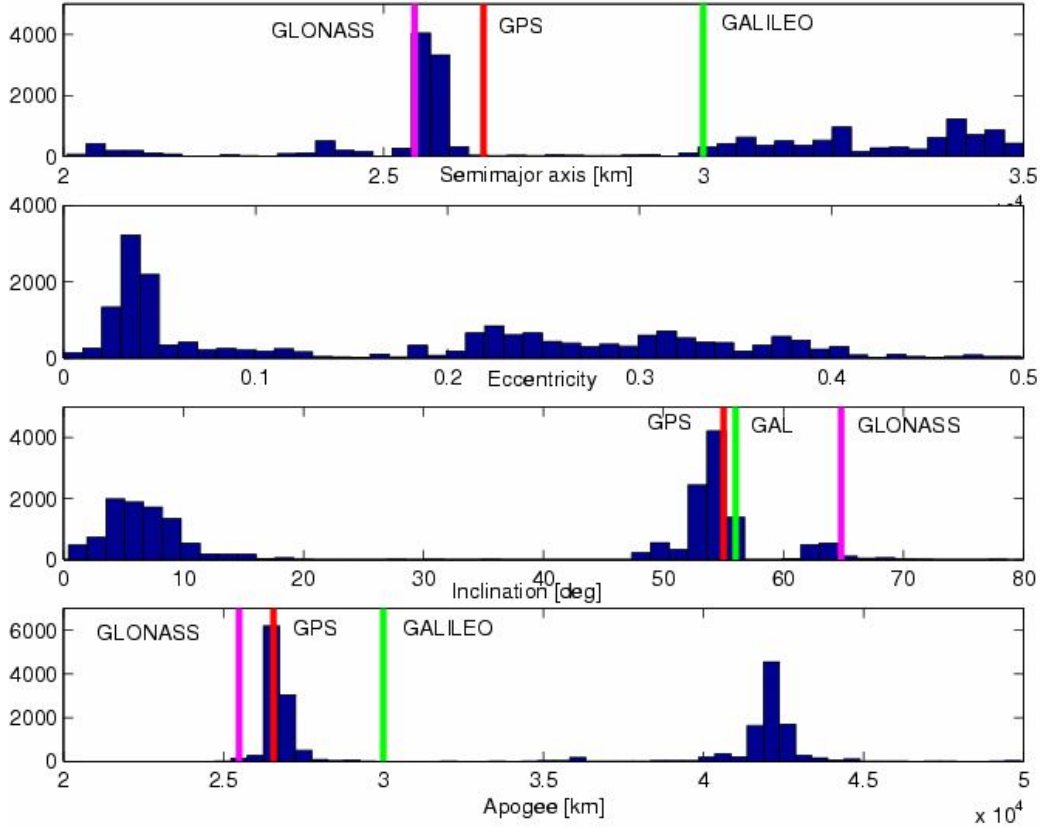 4000
2000
0
GLONASS
GPS
GALILEO
2
2.5
3
3.5
Semimajor axis [km]
4000
2000
0
0
0.1
0.2
0.3
0.4
0.5
Eccentricity
4000
2000
0
GPS
GAL
GLONASS
0
10
20
30
40
50
60
70
80
Inclination [deg]
6000
4000
2000
0
GLONASS
GPS
GALILEO
2
2.5
3
3.5
4
4.5
5
Apogee [km]
x 10^4